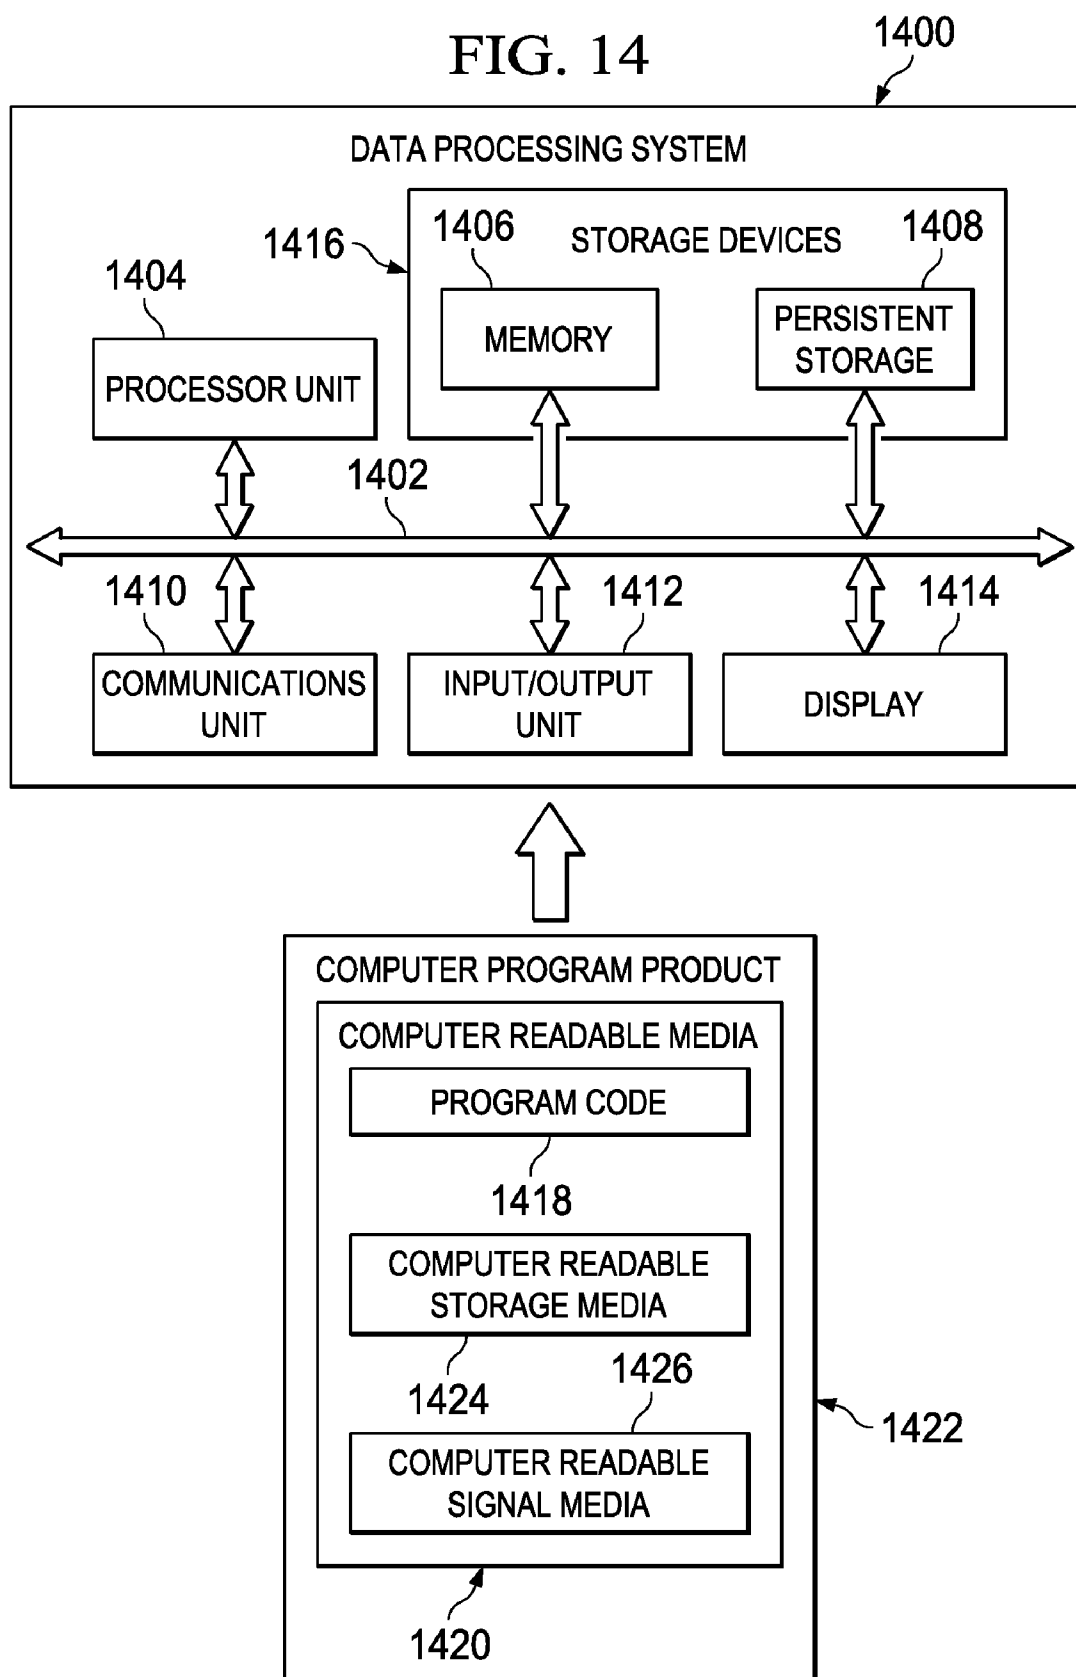 FIG. 14
1400
DATA PROCESSING SYSTEM
1416
1406
STORAGE DEVICES
1408
1404
MEMORY
PERSISTENT
STORAGE
PROCESSOR UNIT
1402
1410
1412
1414
COMMUNICATIONS
UNIT
INPUT/OUTPUT
UNIT
DISPLAY
COMPUTER PROGRAM PRODUCT
COMPUTER READABLE MEDIA
PROGRAM CODE
1418
COMPUTER READABLE
STORAGE MEDIA
1424
1426
1422
COMPUTER READABLE
SIGNAL MEDIA
1420